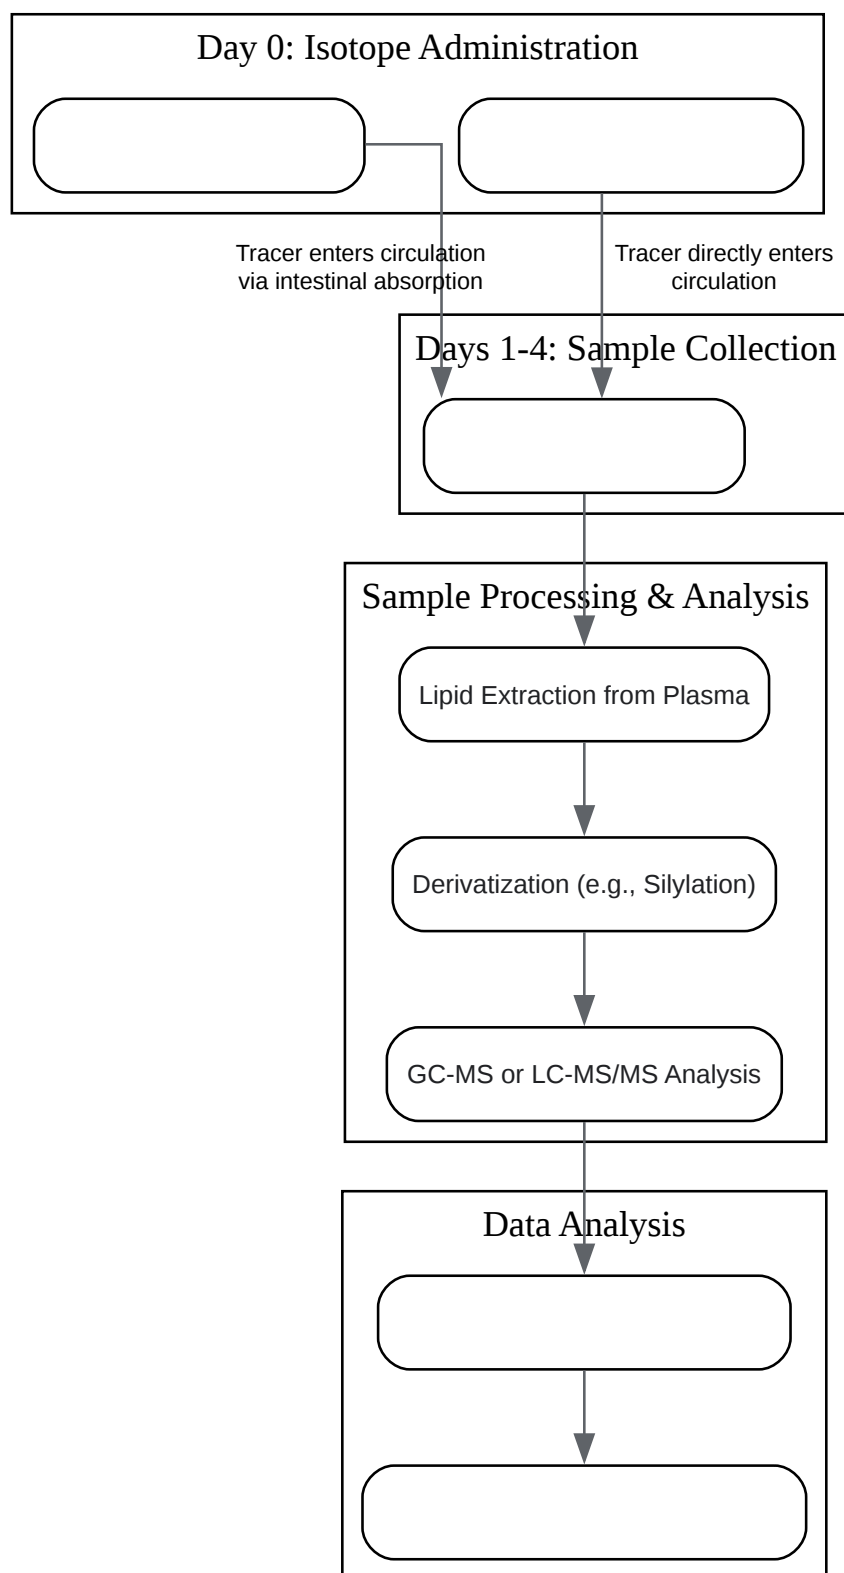 Day 0: Isotope Administration
Tracer enters circulation
via intestinal absorption
Tracer directly enters
circulation
Days 1-4: Sample Collection
Sample Processing & Analysis
Lipid Extraction from Plasma
Derivatization (e.g., Silylation)
GC-MS or LC-MS/MS Analysis
Data Analysis